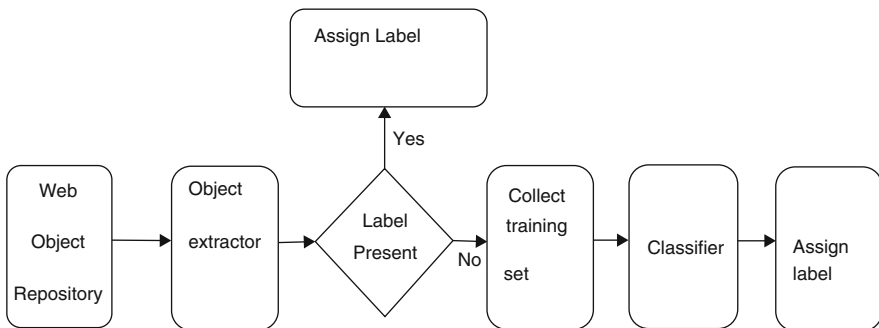 Assign Label
Yes
Web
Object
Repository
Object
extractor
Label
Present
No
Collect
training
set
Classifier
Assign
label